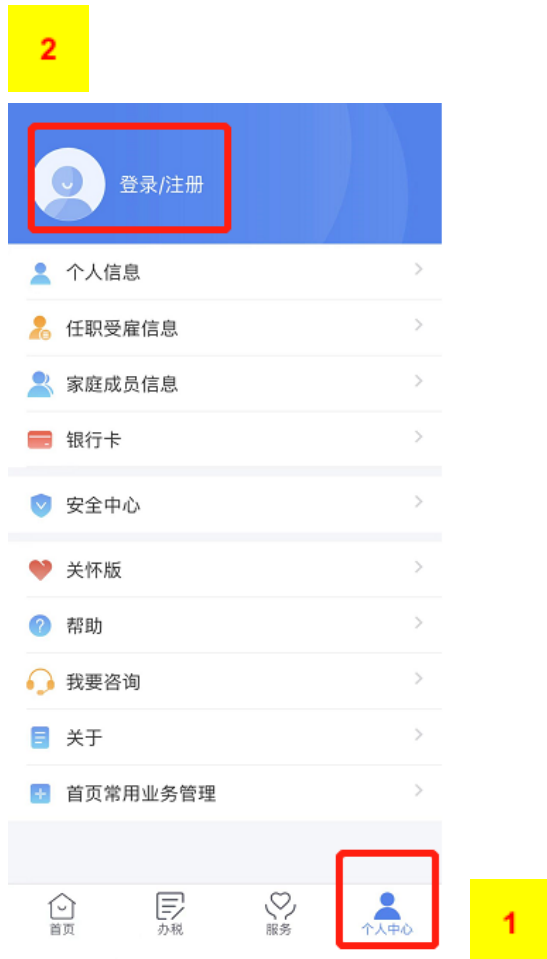 2
登录/注册
个人信息
任职受雇信息
家庭成员信息
银行卡
安全中心
关怀版
帮助
我要咨询
关于
首页常用业务管理
首页 办税 服务 个人中心
1